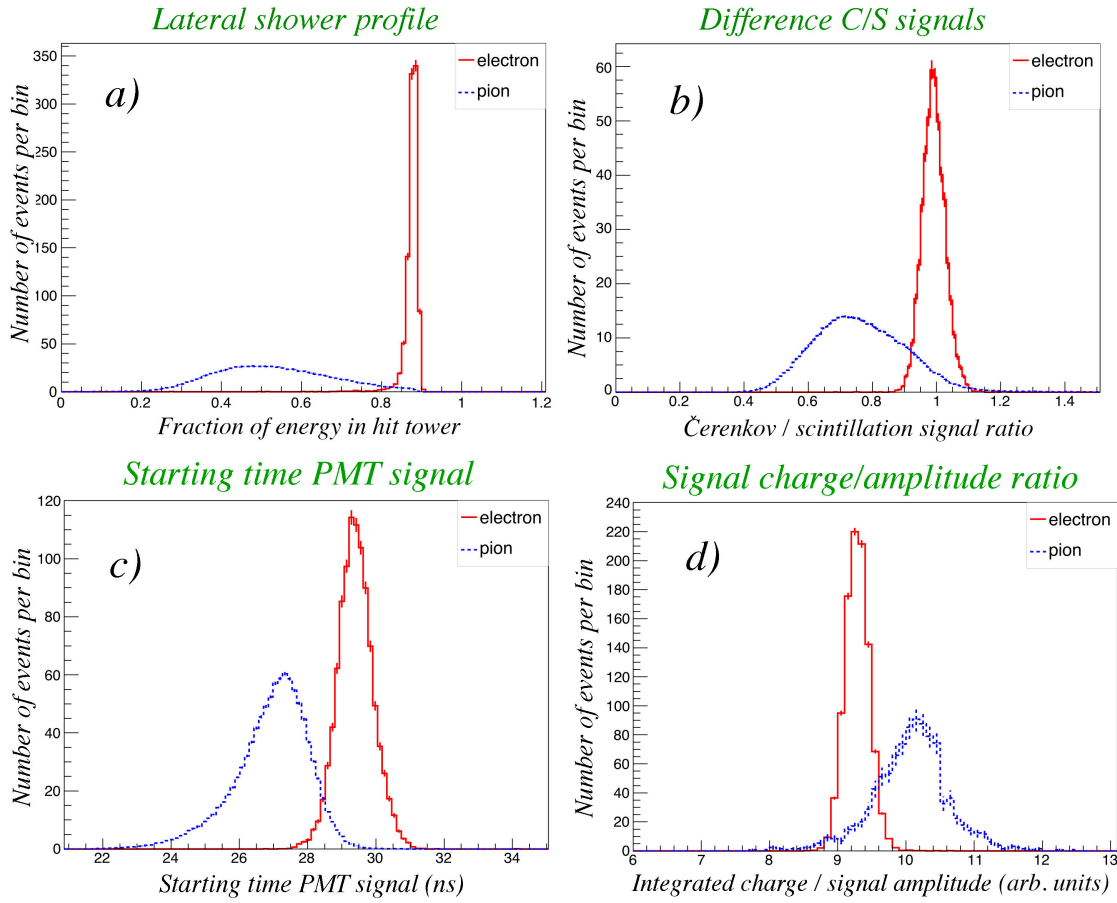 Lateral shower profile
Number of events per bin
350
300
250
200
150
100
50
0
a)
electron
pion
0 0.2 0.4 0.6 0.8 1 1.2
Fraction of energy in hit tower
Difference C/S signals
Number of events per bin
60
50
40
30
20
10
0
b)
electron
pion
0 0.2 0.4 0.6 0.8 1 1.2 1.4
Čerenkov / scintillation signal ratio
Starting time PMT signal
Number of events per bin
120
100
80
60
40
20
0
c)
electron
pion
22 24 26 28 30 32 34
Starting time PMT signal (ns)
Signal charge/amplitude ratio
Number of events per bin
240
220
200
180
160
140
120
100
80
60
40
20
0
d)
electron
pion
6 7 8 9 10 11 12 13
Integrated charge / signal amplitude (arb. units)